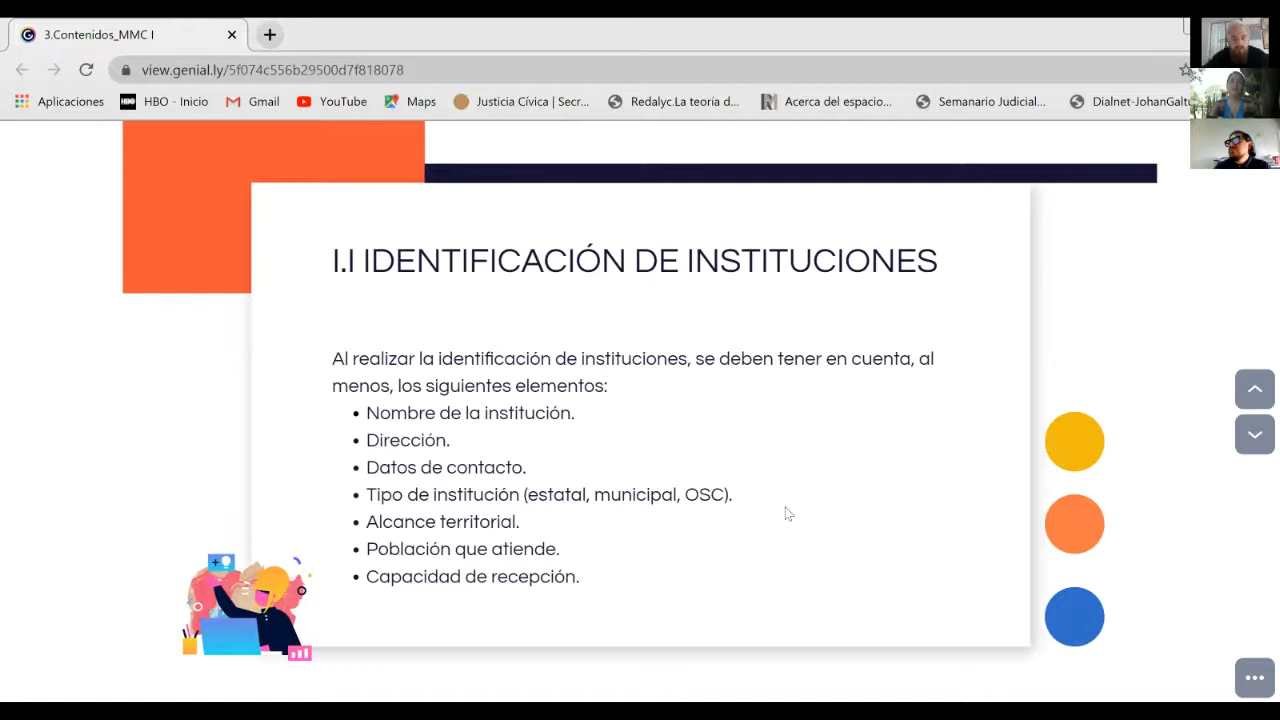 3.Contenidos_MMC I
view.genial.ly/5f074c556b29500d7f818078
Aplicaciones HBO - Inicio Gmail YouTube Maps Justicia Cívica | Secr... Redalyc.La teoría d... Acerca del espacio... Semanario Judicial... Dialnet-JohanGaltu
I.I IDENTIFICACIÓN DE INSTITUCIONES
Al realizar la identificación de instituciones, se deben tener en cuenta, al
menos, los siguientes elementos:
• Nombre de la institución.
• Dirección.
• Datos de contacto.
• Tipo de institución (estatal, municipal, OSC).
• Alcance territorial.
• Población que atiende.
• Capacidad de recepción.